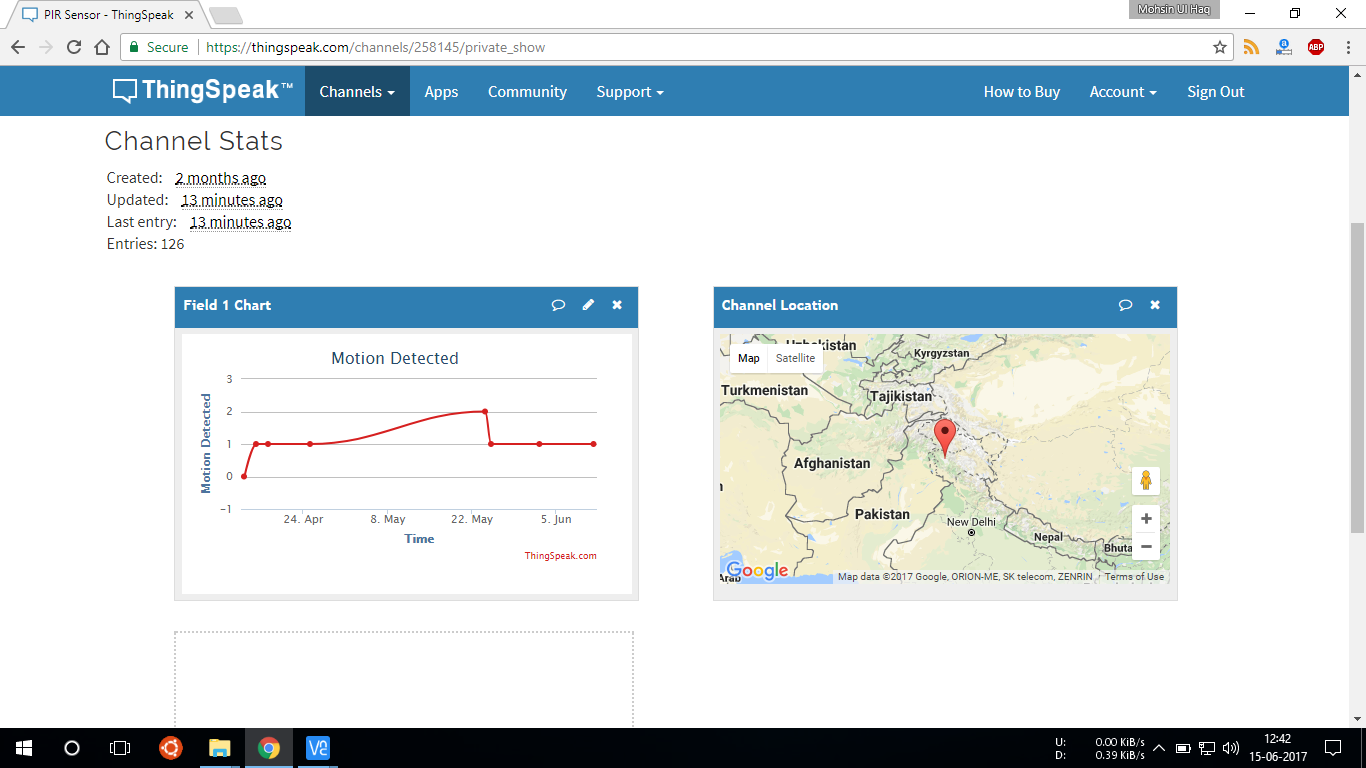 Mohsin Ul Haq
PIR Sensor - ThingSpeak
Secure https://thingspeak.com/channels/258145/private_show
ABP
ThingSpeak™ Channels Apps Community Support How to Buy Account Sign Out
Channel Stats
Created: 2 months ago
Updated: 13 minutes ago
Last entry: 13 minutes ago
Entries: 126
Field 1 Chart
Motion Detected
Motion Detected
3
2
1
0
-1
24. Apr 8. May 22. May 5. Jun
Time
ThingSpeak.com
Channel Location
Map Satellite
Kyrgyzstan
Turkmenistan
Tajikistan
Afghanistan
Pakistan
New Delhi
Nepal
Google
Map data ©2017 Google, ORION-ME, SK telecom, ZENRIN Terms of Use
U: 0.00 KiB/s
D: 0.39 KiB/s
12:42
15-06-2017